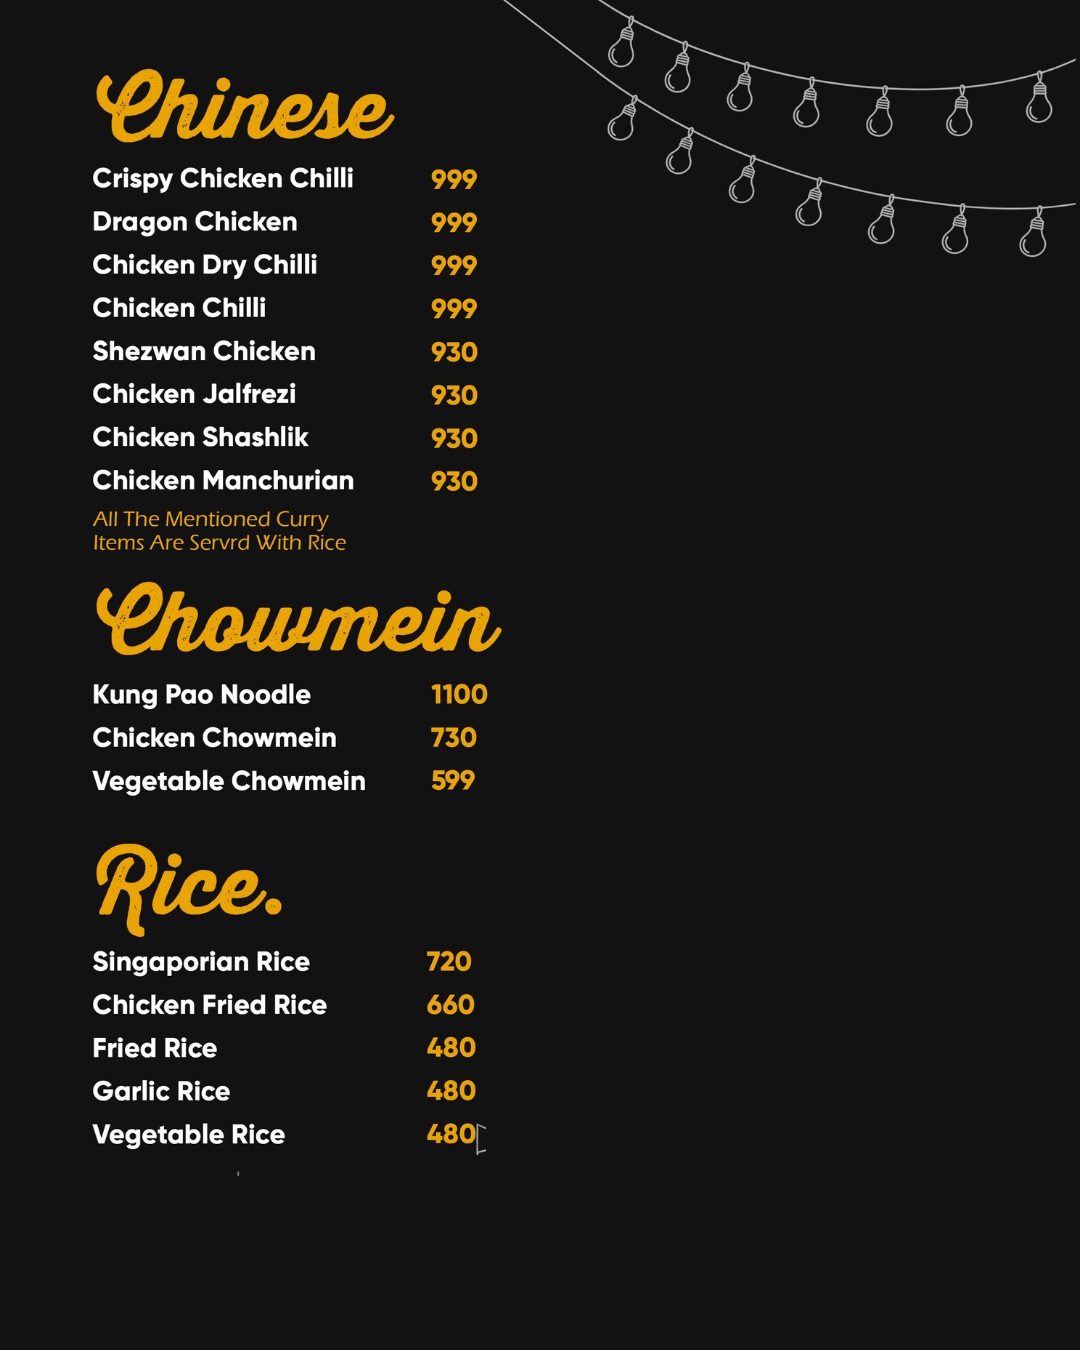 Chinese
Crispy Chicken Chilli 999
Dragon Chicken 999
Chicken Dry Chilli 999
Chicken Chilli 999
Shezwan Chicken 930
Chicken Jalfrezi 930
Chicken Shashlik 930
Chicken Manchurian 930
All The Mentioned Curry
Items Are Servrd With Rice
Chowmein
Kung Pao Noodle 1100
Chicken Chowmein 730
Vegetable Chowmein 599
Rice.
Singaporian Rice 720
Chicken Fried Rice 660
Fried Rice 480
Garlic Rice 480
Vegetable Rice 480